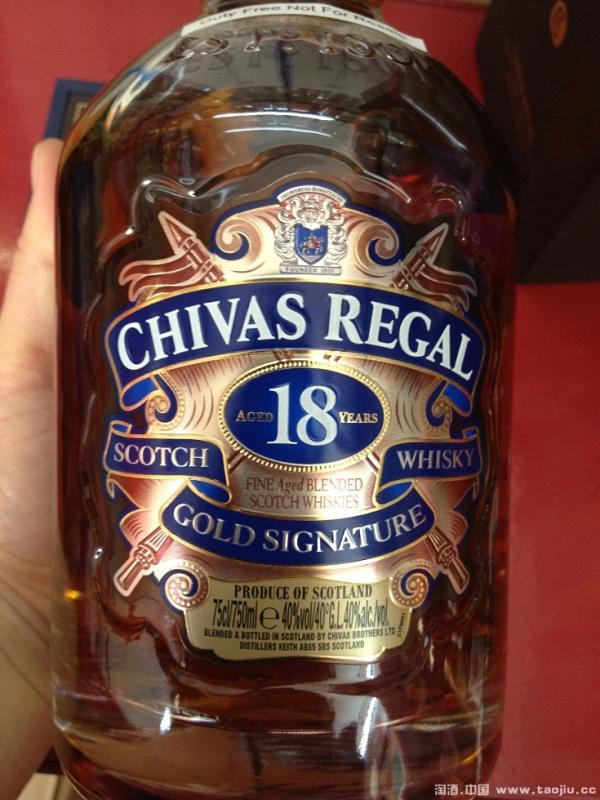 Duty Free Not For Resale
CHIVAS REGAL
FOUNDED 1801
AGED 18 YEARS
SCOTCH WHISKY
FINE Aged BLENDED
SCOTCH WHISKIES
GOLD SIGNATURE
PRODUCE OF SCOTLAND
75cl/750ml e 40%vol/40°G.L.40%alc./vol.
BLENDED & BOTTLED IN SCOTLAND BY CHIVAS BROTHERS LTD
DISTILLERS KEITH AB55 5BS SCOTLAND
淘酒.中国 www.taojiu.cc